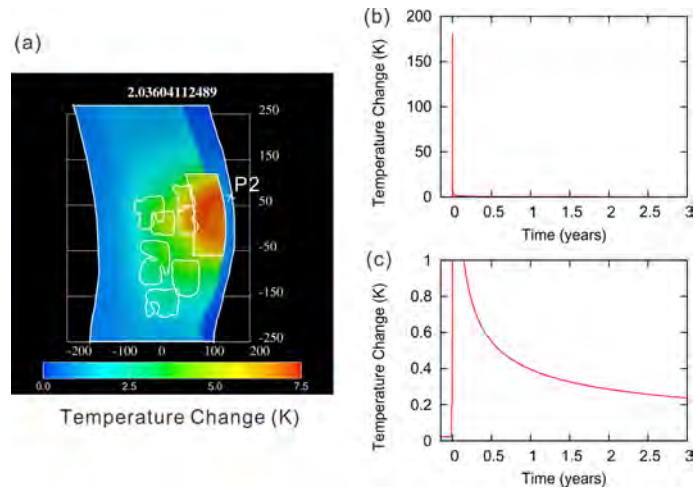 (a)
2.03604112489
250
150
P2
50
-50
-150
-250
-200 -100 0 100 200
0.0 2.5 5.0 7.5
Temperature Change (K)
(b)
Temperature Change (K)
200
150
100
50
0
0 0.5 1 1.5 2 2.5 3
Time (years)
(c)
Temperature Change (K)
1
0.8
0.6
0.4
0.2
0
0 0.5 1 1.5 2 2.5 3
Time (years)